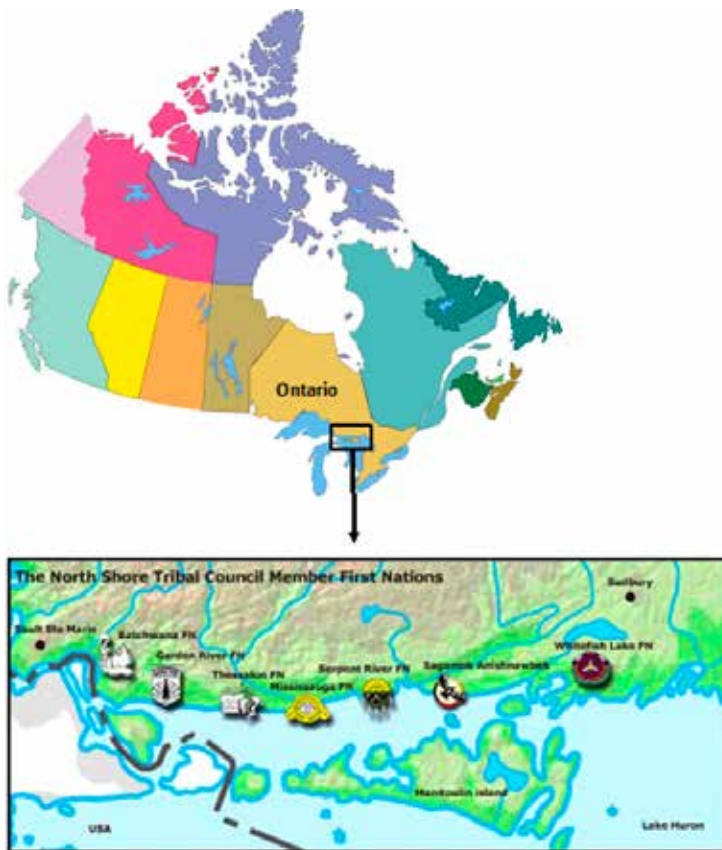 Ontario
The North Shore Tribal Council Member First Nations
Sudbury
Sault Ste Marie
Batchwana FN
Garden River FN
Whitefish Lake FN
Thessalon FN
Serpent River FN
Sagamok Anishnawbek
Mississauga FN
Manitoulin island
USA
Lake Huron